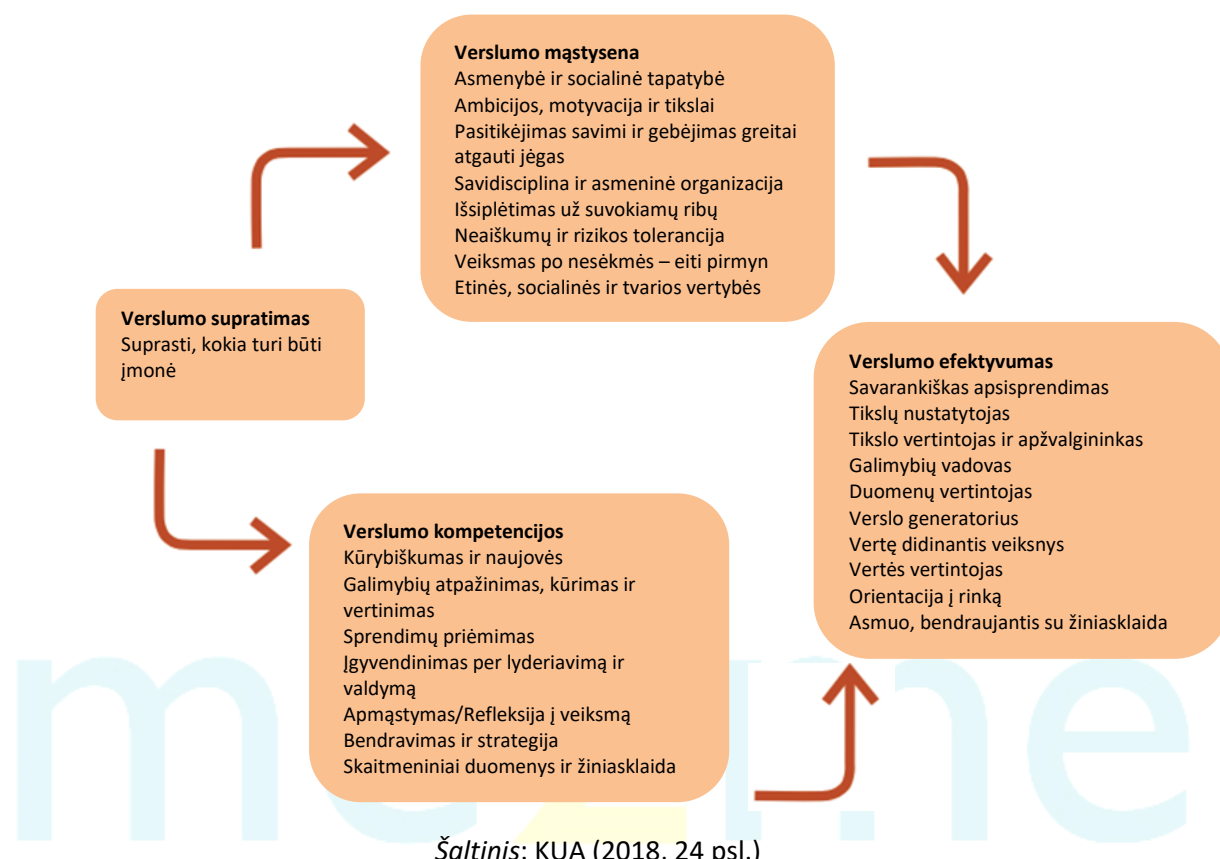 Verslumo mąstysena
Asmenybė ir socialinė tapatybė
Ambicijos, motyvacija ir tikslai
Pasitikėjimas savimi ir gebėjimas greitai
atgauti jėgas
Savidisciplina ir asmeninė organizacija
Išsiplėtimas už suvokiamų ribų
Neaiškumų ir rizikos tolerancija
Veiksmas po nesėkmės – eiti pirmyn
Etinės, socialinės ir tvarios vertybės
Verslumo supratimas
Suprasti, kokia turi būti
įmonė
Verslumo kompetencijos
Kūrybiškumas ir naujovės
Galimybių atpažinimas, kūrimas ir
vertinimas
Sprendimų priėmimas
Įgyvendinimas per lyderiavimą ir
valdymą
Apmąstymas/Refleksija į veiksmą
Bendravimas ir strategija
Skaitmeniniai duomenys ir žiniasklaida
Verslumo efektyvumas
Savarankiškas apsisprendimas
Tikslų nustatytojas
Tikslo vertintojas ir apžvalgininkas
Galimybių vadovas
Duomenų vertintojas
Verslo generatorius
Vertę didinantis veiksnys
Vertės vertintojas
Orientacija į rinką
Asmuo, bendraujantis su žiniasklaida
Šaltinis: KUA (2018, 24 psl.)